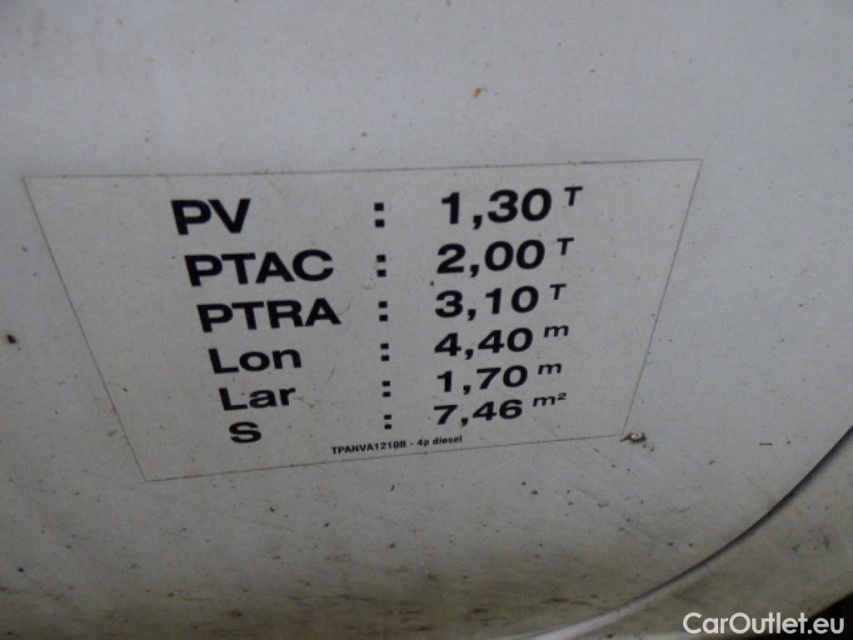 PV : 1,30 T
PTAC : 2,00 T
PTRA : 3,10 T
Lon : 4,40 m
Lar : 1,70 m
S : 7,46 m²
TPANVA1210B - 4p diesel
CarOutlet.eu